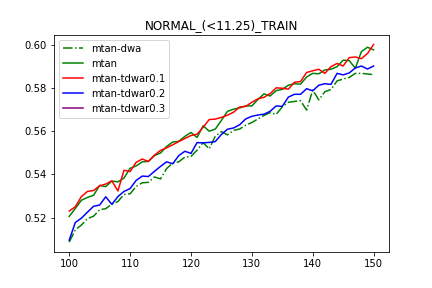 NORMAL_(<11.25)_TRAIN
mtan-dwa
mtan
mtan-tdwar0.1
mtan-tdwar0.2
mtan-tdwar0.3
0.60
0.58
0.56
0.54
0.52
100 110 120 130 140 150